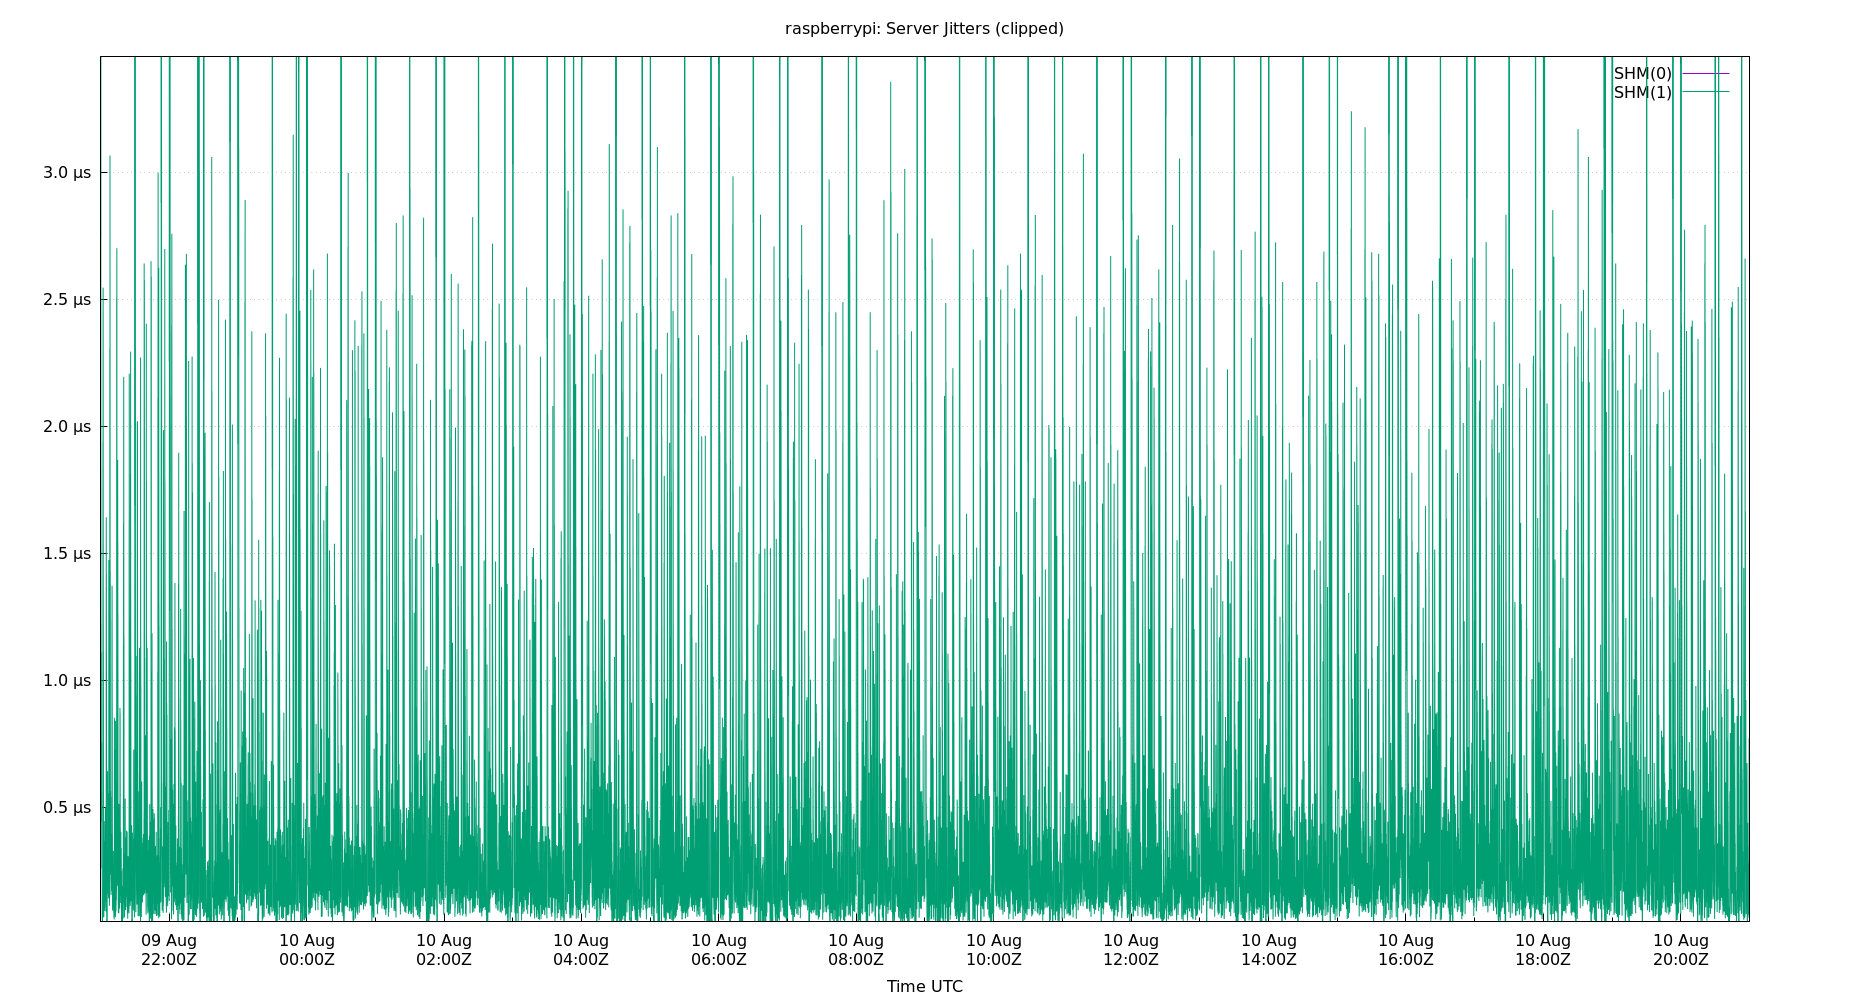 raspberrypi: Server Jitters (clipped)
SHM(0)
SHM(1)
3.0 µs
2.5 µs
2.0 µs
1.5 µs
1.0 µs
0.5 µs
09 Aug 10 Aug 10 Aug 10 Aug 10 Aug 10 Aug 10 Aug 10 Aug 10 Aug 10 Aug 10 Aug 10 Aug
22:00Z 00:00Z 02:00Z 04:00Z 06:00Z 08:00Z 10:00Z 12:00Z 14:00Z 16:00Z 18:00Z 20:00Z
Time UTC